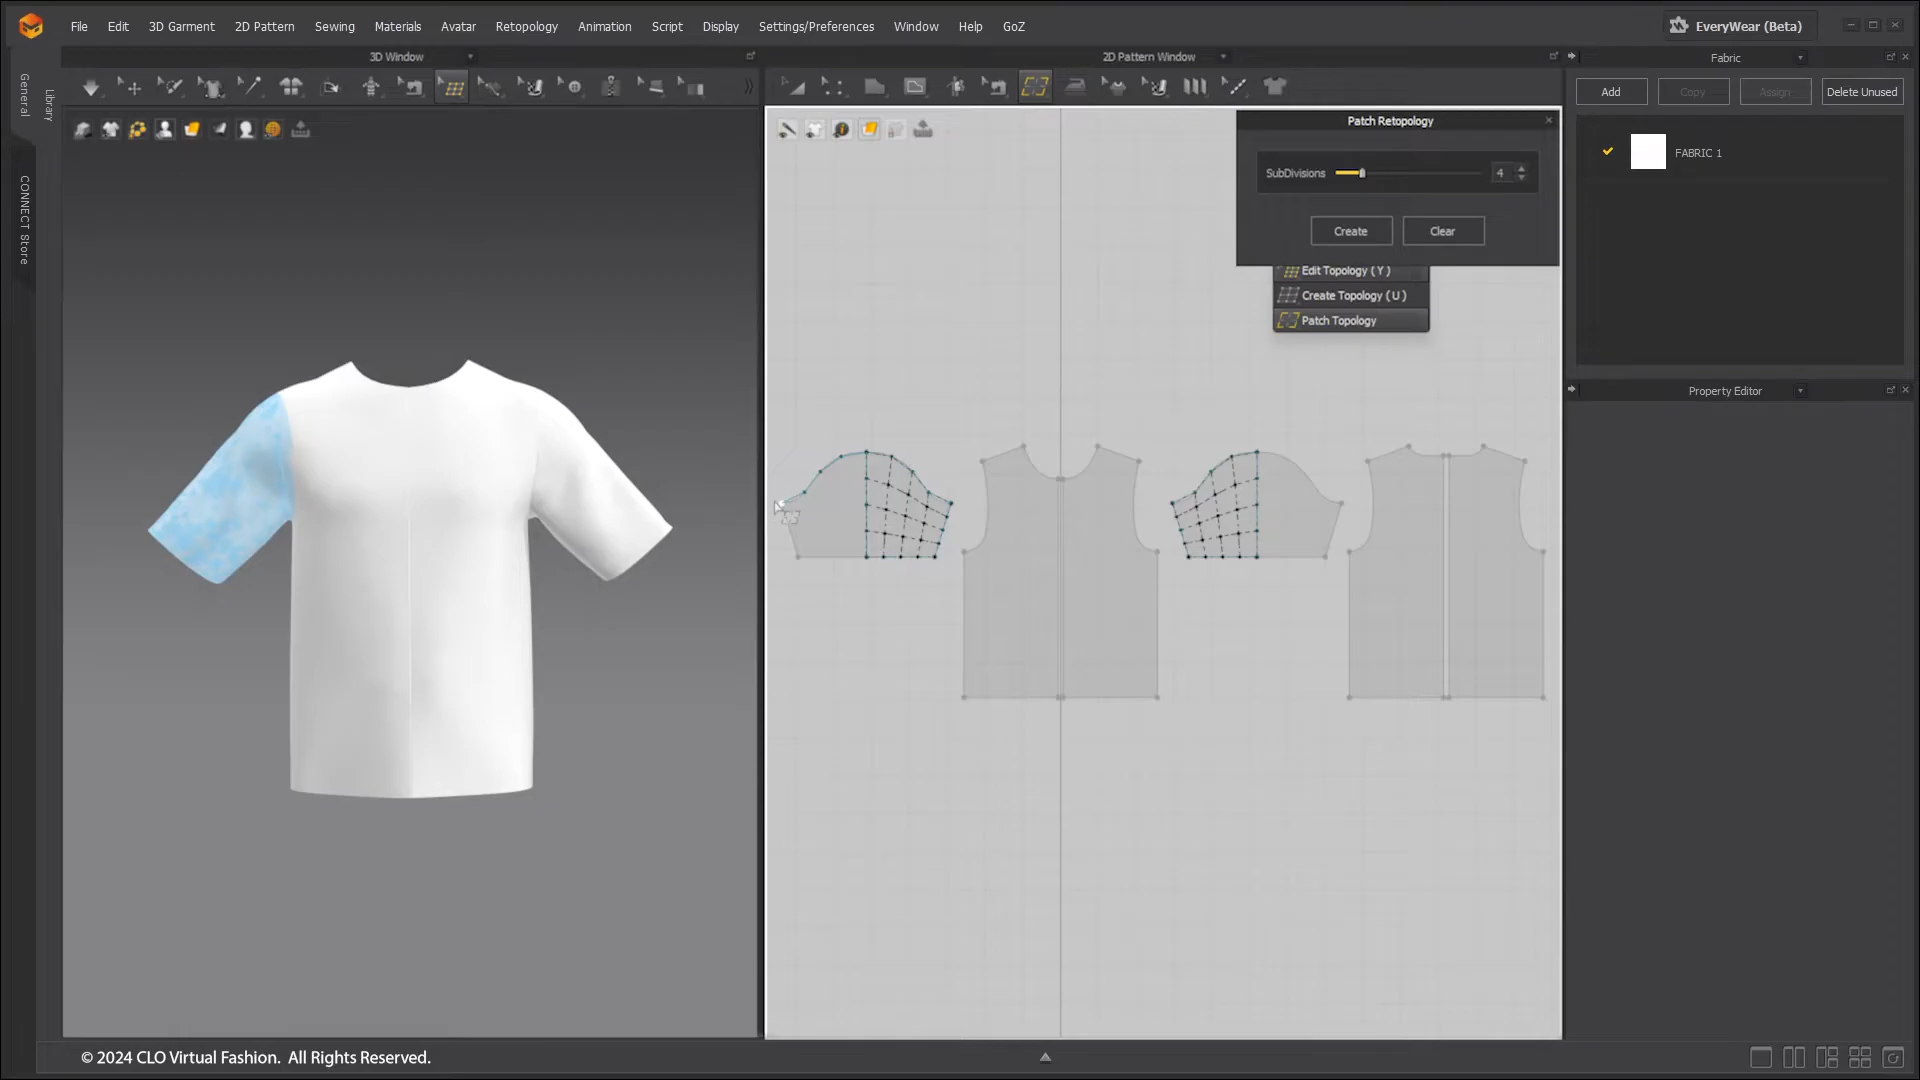 File Edit 3D Garment 2D Pattern Sewing Materials Avatar Retopology Animation Script Display Settings/Preferences Window Help GoZ
EveryWear (Beta)
3D Window
2D Pattern Window
Fabric
General
Library
CONNECT Store
Add Copy Assign Delete Unused
FABRIC 1
Patch Retopology
SubDivisions 4
Create Clear
Edit Topology ( Y )
Create Topology ( U )
Patch Topology
Property Editor
© 2024 CLO Virtual Fashion. All Rights Reserved.